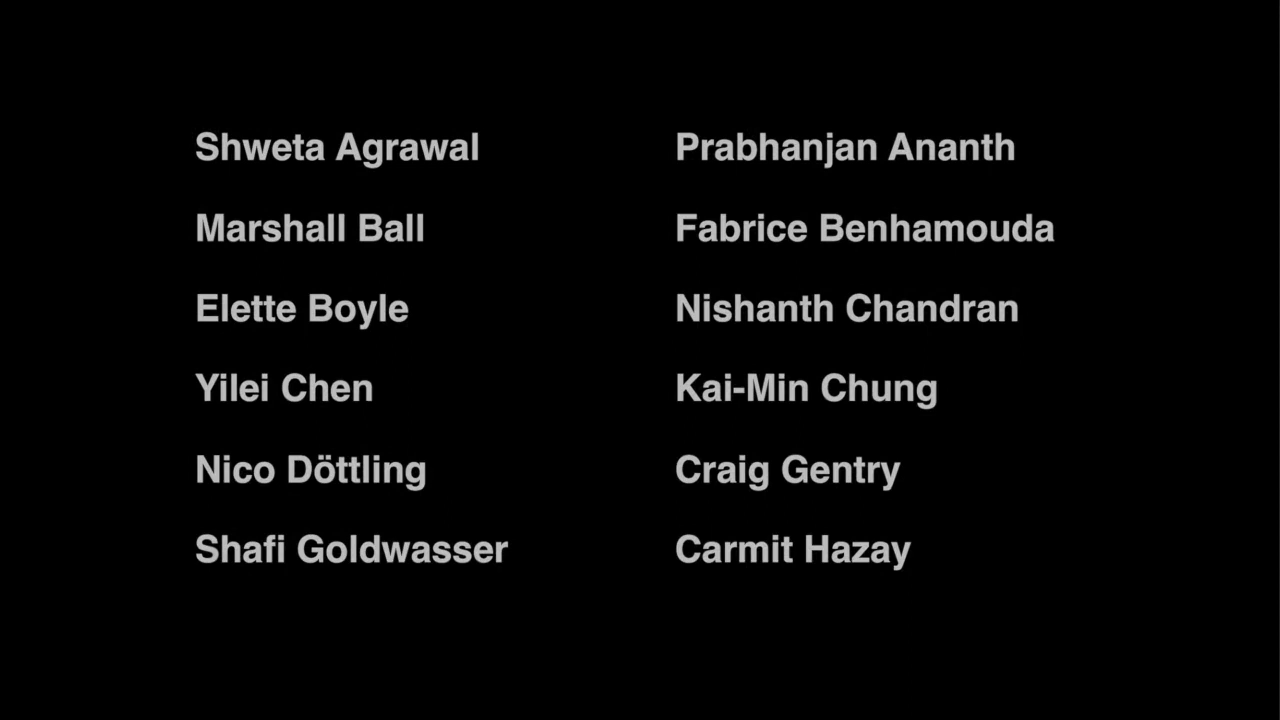 Shweta Agrawal
Prabhanjan Ananth
Marshall Ball
Fabrice Benhamouda
Elette Boyle
Nishanth Chandran
Yilei Chen
Kai-Min Chung
Nico Döttling
Craig Gentry
Shafi Goldwasser
Carmit Hazay